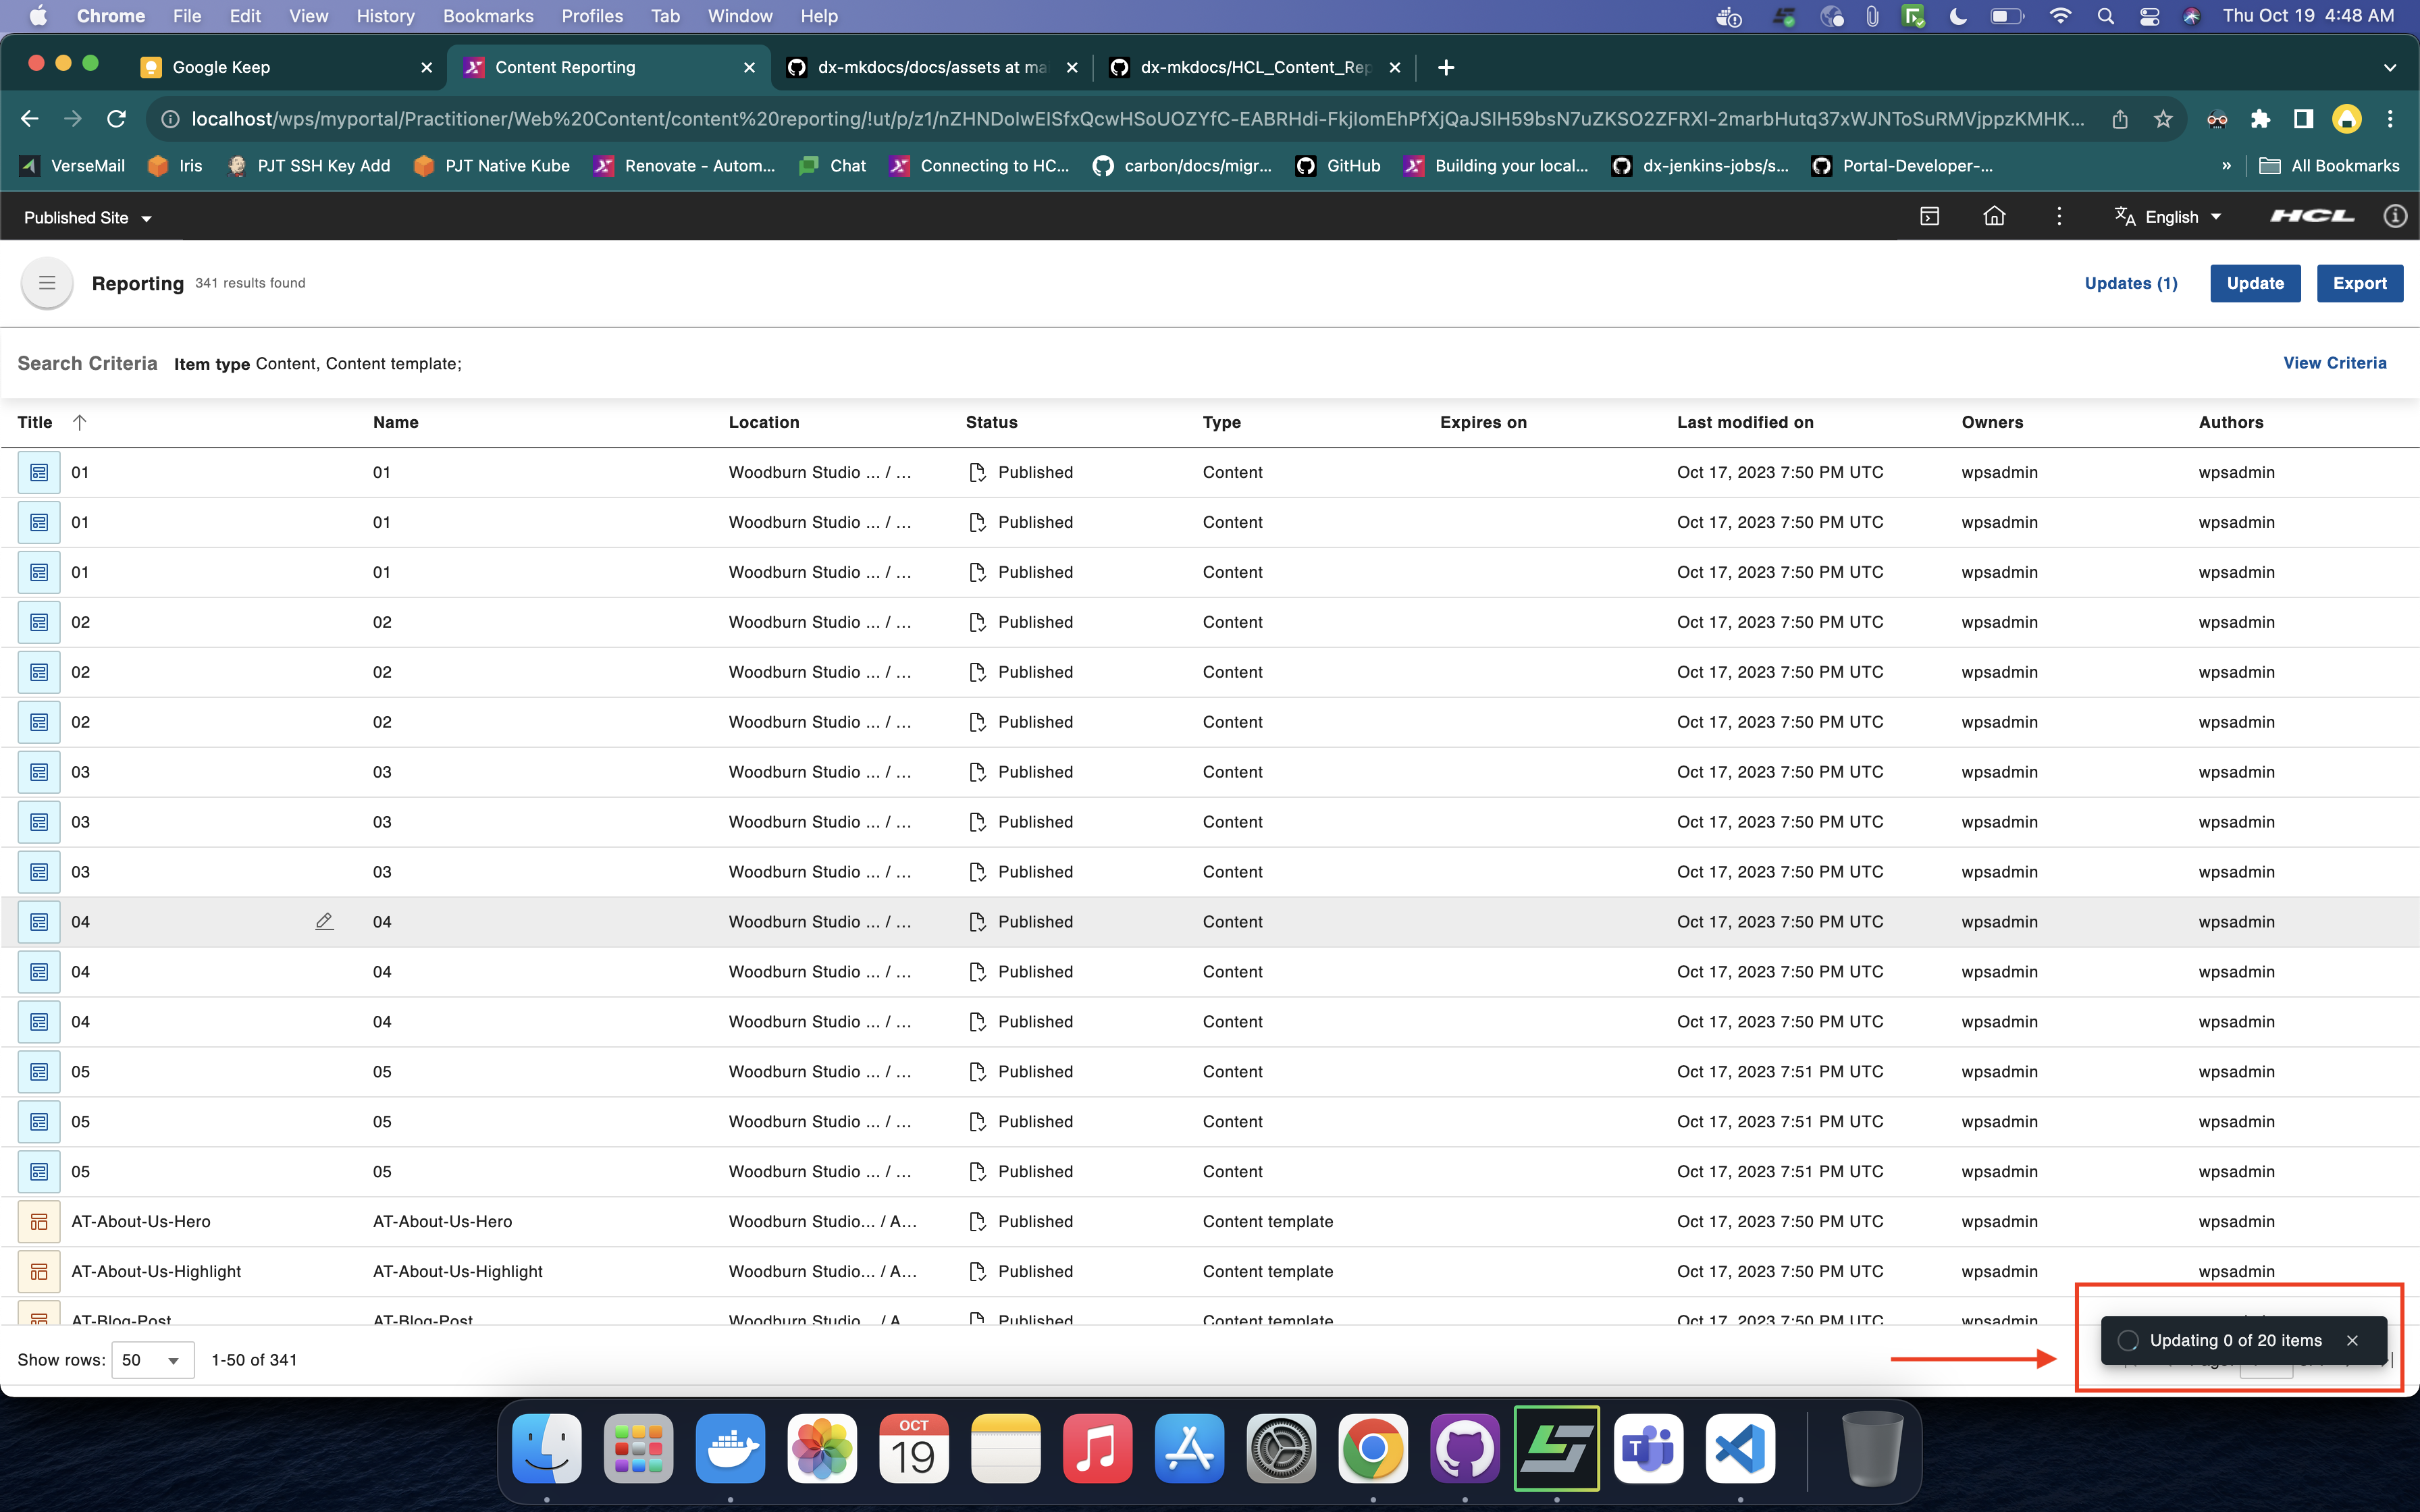 Chrome File Edit View History Bookmarks Profiles Tab Window Help Thu Oct 19 4:48 AM
Google Keep Content Reporting dx-mkdocs/docs/assets at ma dx-mkdocs/HCL_Content_Rep
localhost/wps/myportal/Practitioner/Web%20Content/content%20reporting/!ut/p/z1/
VerseMail Iris PJT SSH Key Add PJT Native Kube Renovate - Autom... Chat Connecting to HC... carbon/docs/migr... GitHub Building your local... dx-jenkins-jobs/s... Portal-Developer-... » All Bookmarks
Published Site English HCL
Reporting 341 results found Updates (1) Update Export
Search Criteria Item type Content, Content template; View Criteria
Title Name Location Status Type Expires on Last modified on Owners Authors
01 01 Woodburn Studio ... / ... Published Content Oct 17, 2023 7:50 PM UTC wpsadmin wpsadmin
01 01 Woodburn Studio ... / ... Published Content Oct 17, 2023 7:50 PM UTC wpsadmin wpsadmin
01 01 Woodburn Studio ... / ... Published Content Oct 17, 2023 7:50 PM UTC wpsadmin wpsadmin
02 02 Woodburn Studio ... / ... Published Content Oct 17, 2023 7:50 PM UTC wpsadmin wpsadmin
02 02 Woodburn Studio ... / ... Published Content Oct 17, 2023 7:50 PM UTC wpsadmin wpsadmin
02 02 Woodburn Studio ... / ... Published Content Oct 17, 2023 7:50 PM UTC wpsadmin wpsadmin
03 03 Woodburn Studio ... / ... Published Content Oct 17, 2023 7:50 PM UTC wpsadmin wpsadmin
03 03 Woodburn Studio ... / ... Published Content Oct 17, 2023 7:50 PM UTC wpsadmin wpsadmin
03 03 Woodburn Studio ... / ... Published Content Oct 17, 2023 7:50 PM UTC wpsadmin wpsadmin
04 04 Woodburn Studio ... / ... Published Content Oct 17, 2023 7:50 PM UTC wpsadmin wpsadmin
04 04 Woodburn Studio ... / ... Published Content Oct 17, 2023 7:50 PM UTC wpsadmin wpsadmin
04 04 Woodburn Studio ... / ... Published Content Oct 17, 2023 7:50 PM UTC wpsadmin wpsadmin
05 05 Woodburn Studio ... / ... Published Content Oct 17, 2023 7:51 PM UTC wpsadmin wpsadmin
05 05 Woodburn Studio ... / ... Published Content Oct 17, 2023 7:51 PM UTC wpsadmin wpsadmin
05 05 Woodburn Studio ... / ... Published Content Oct 17, 2023 7:51 PM UTC wpsadmin wpsadmin
AT-About-Us-Hero AT-About-Us-Hero Woodburn Studio... / A... Published Content template Oct 17, 2023 7:50 PM UTC wpsadmin wpsadmin
AT-About-Us-Highlight AT-About-Us-Highlight Woodburn Studio... / A... Published Content template Oct 17, 2023 7:50 PM UTC wpsadmin wpsadmin
AT-Blog-Post AT-Blog-Post Woodburn Studio... / A Published Content template Oct 17, 2023 7:50 PM UTC wpsadmin
Updating 0 of 20 items
Show rows: 50 1-50 of 341
OCT
19
T